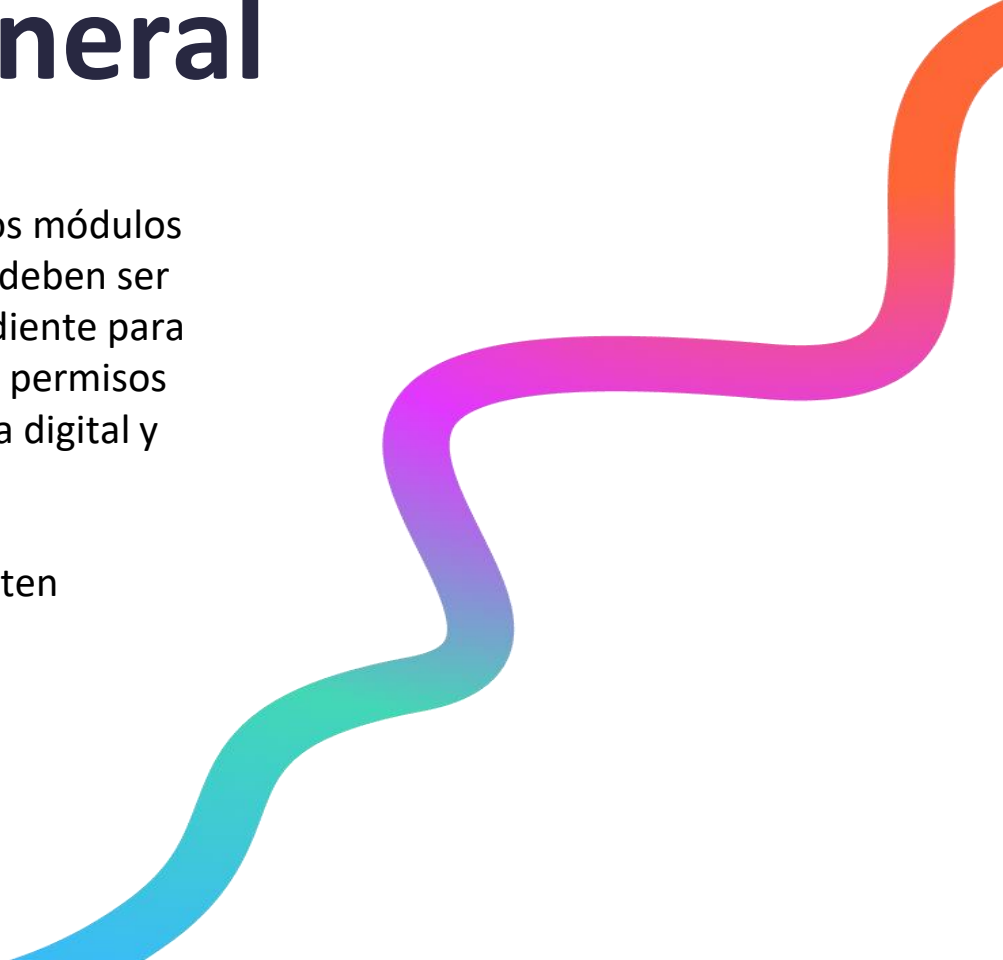 neral
os módulos
deben ser
diente para
permisos
a digital y
ten